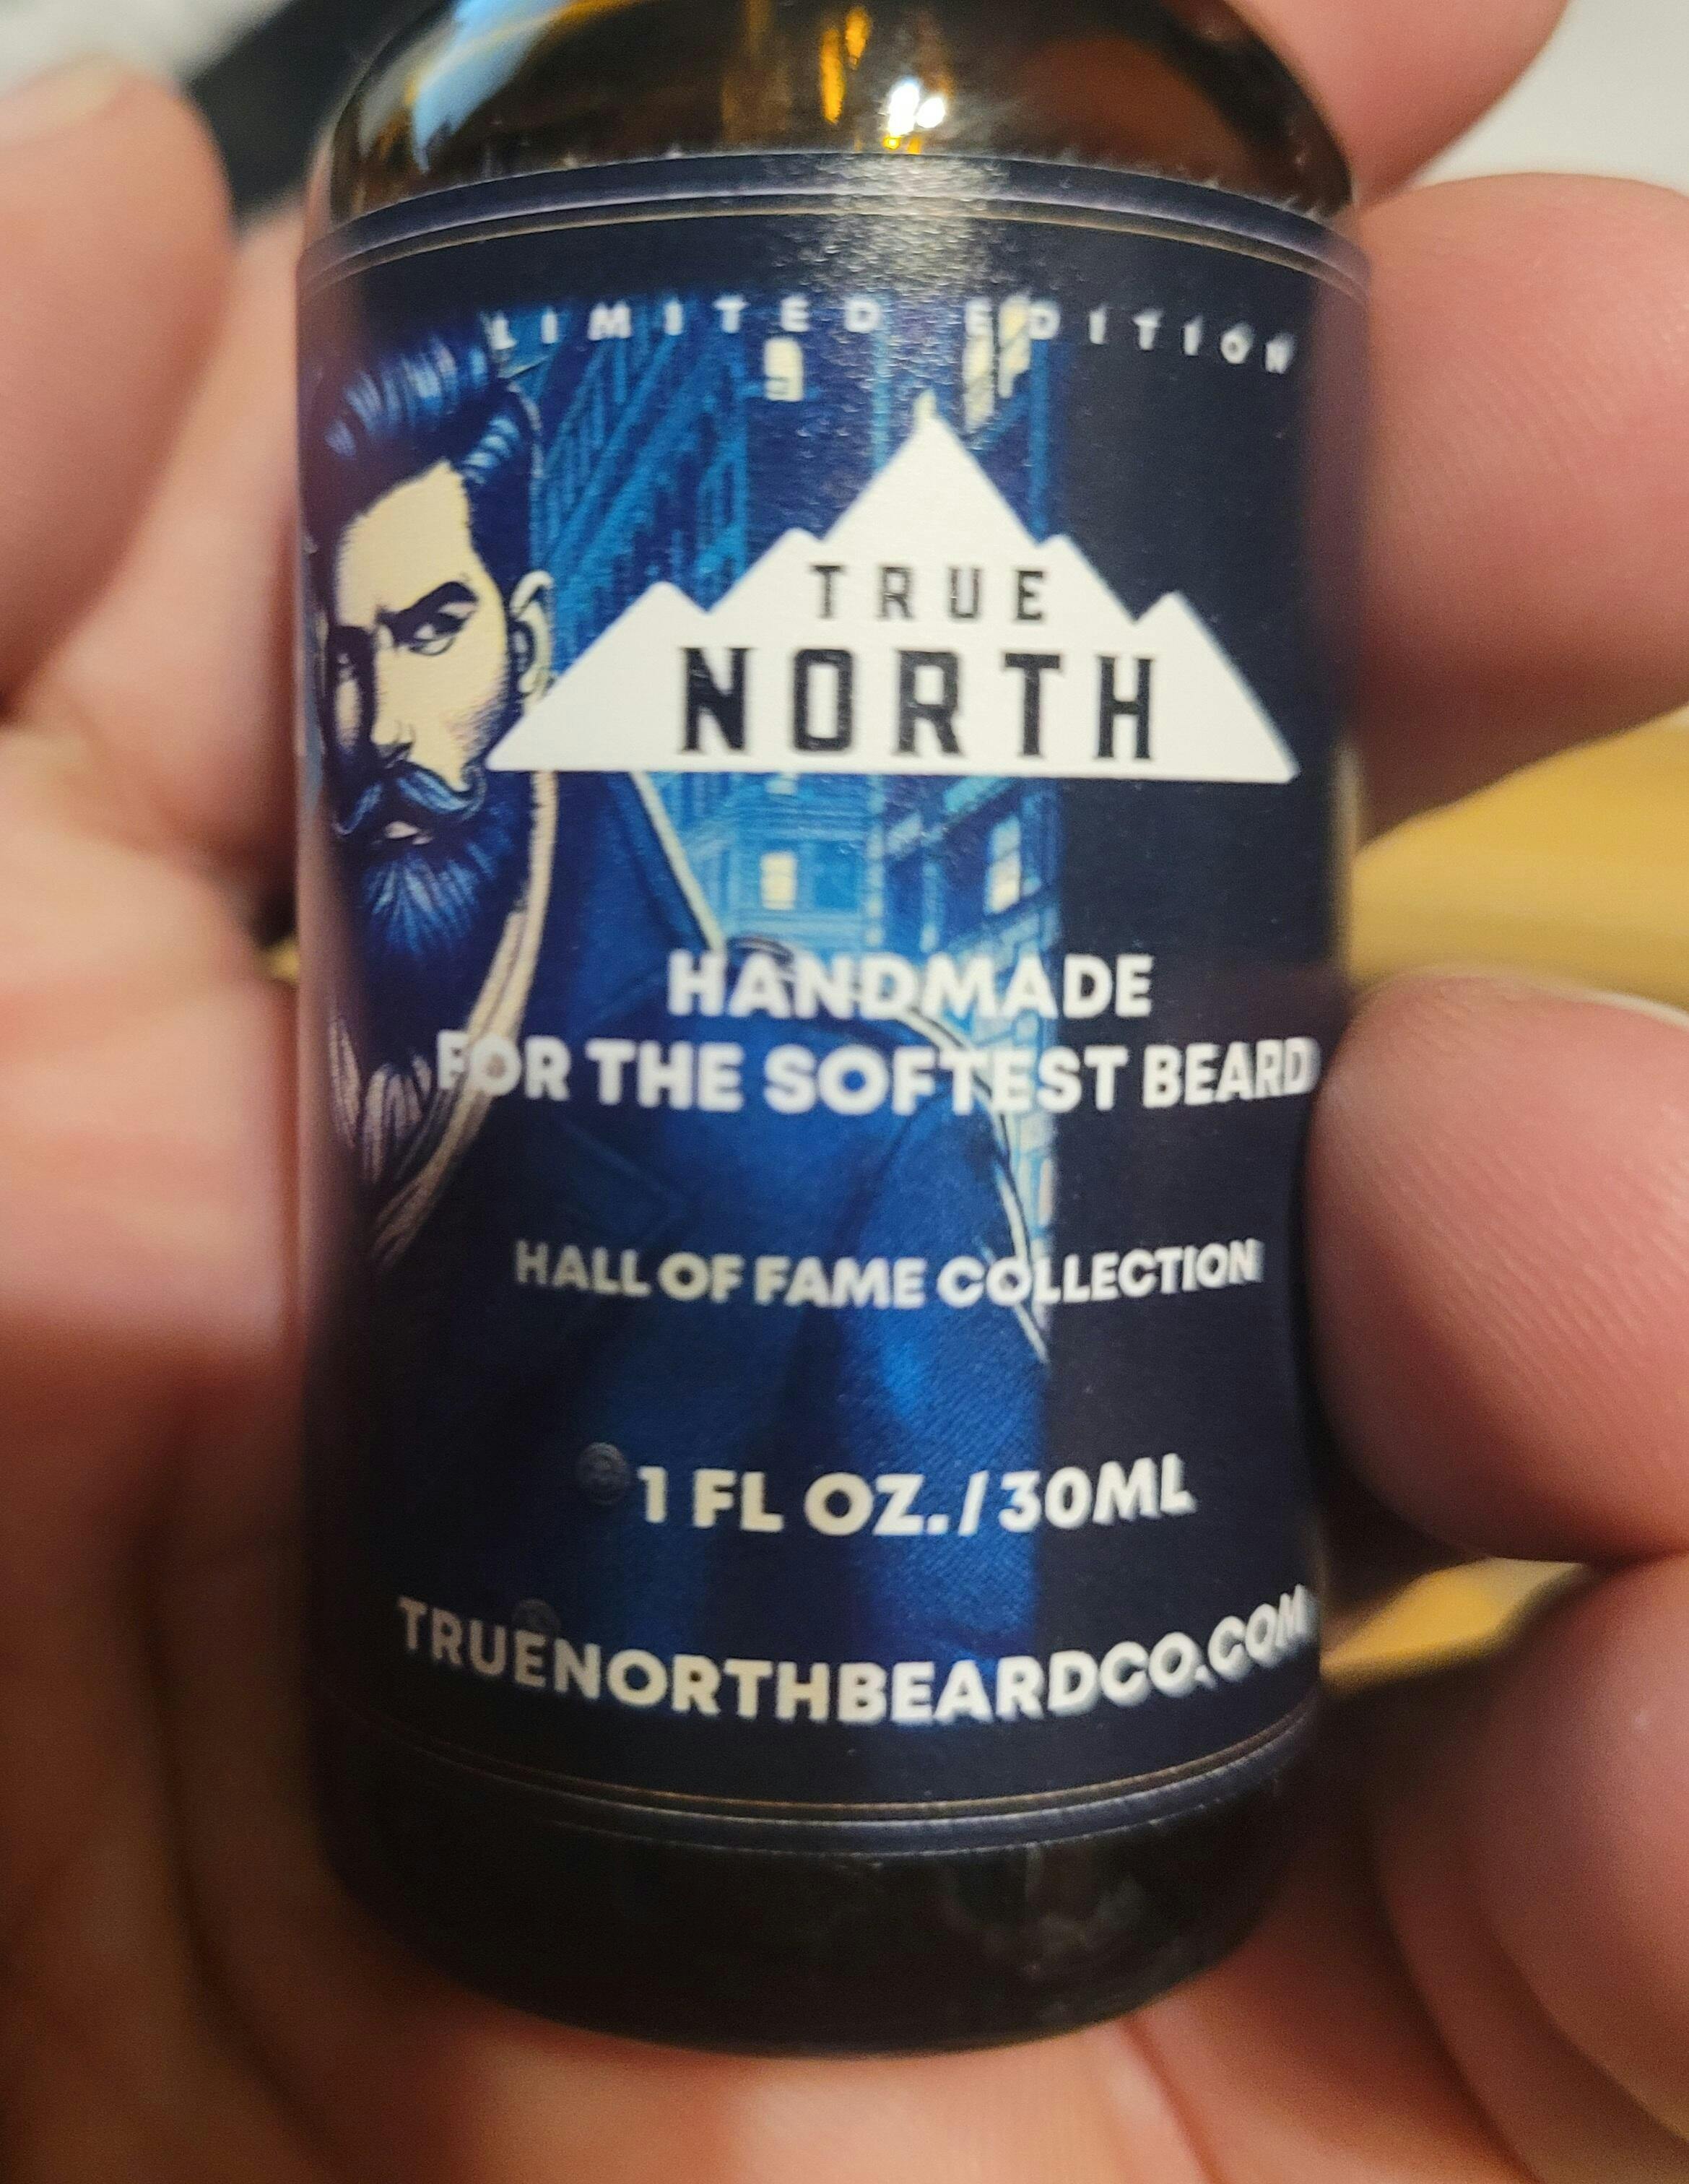 LIMITED EDITION
TRUE
NORTH
HANDMADE
FOR THE SOFTEST BEARD
HALL OF FAME COLLECTION
1 FL OZ. / 30ML
TRUENORTHBEARDCO.COM